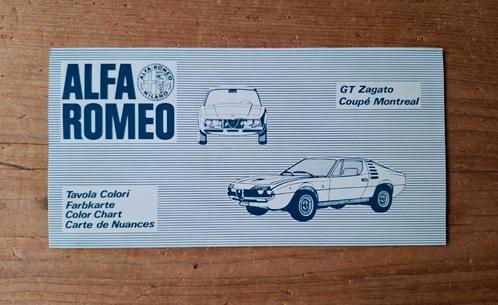 ALFA
ROMEO
ALFA-ROMEO
MILANO
GT Zagato
Coupé Montreal
Tavola Colori
Farbkarte
Color Chart
Carte de Nuances